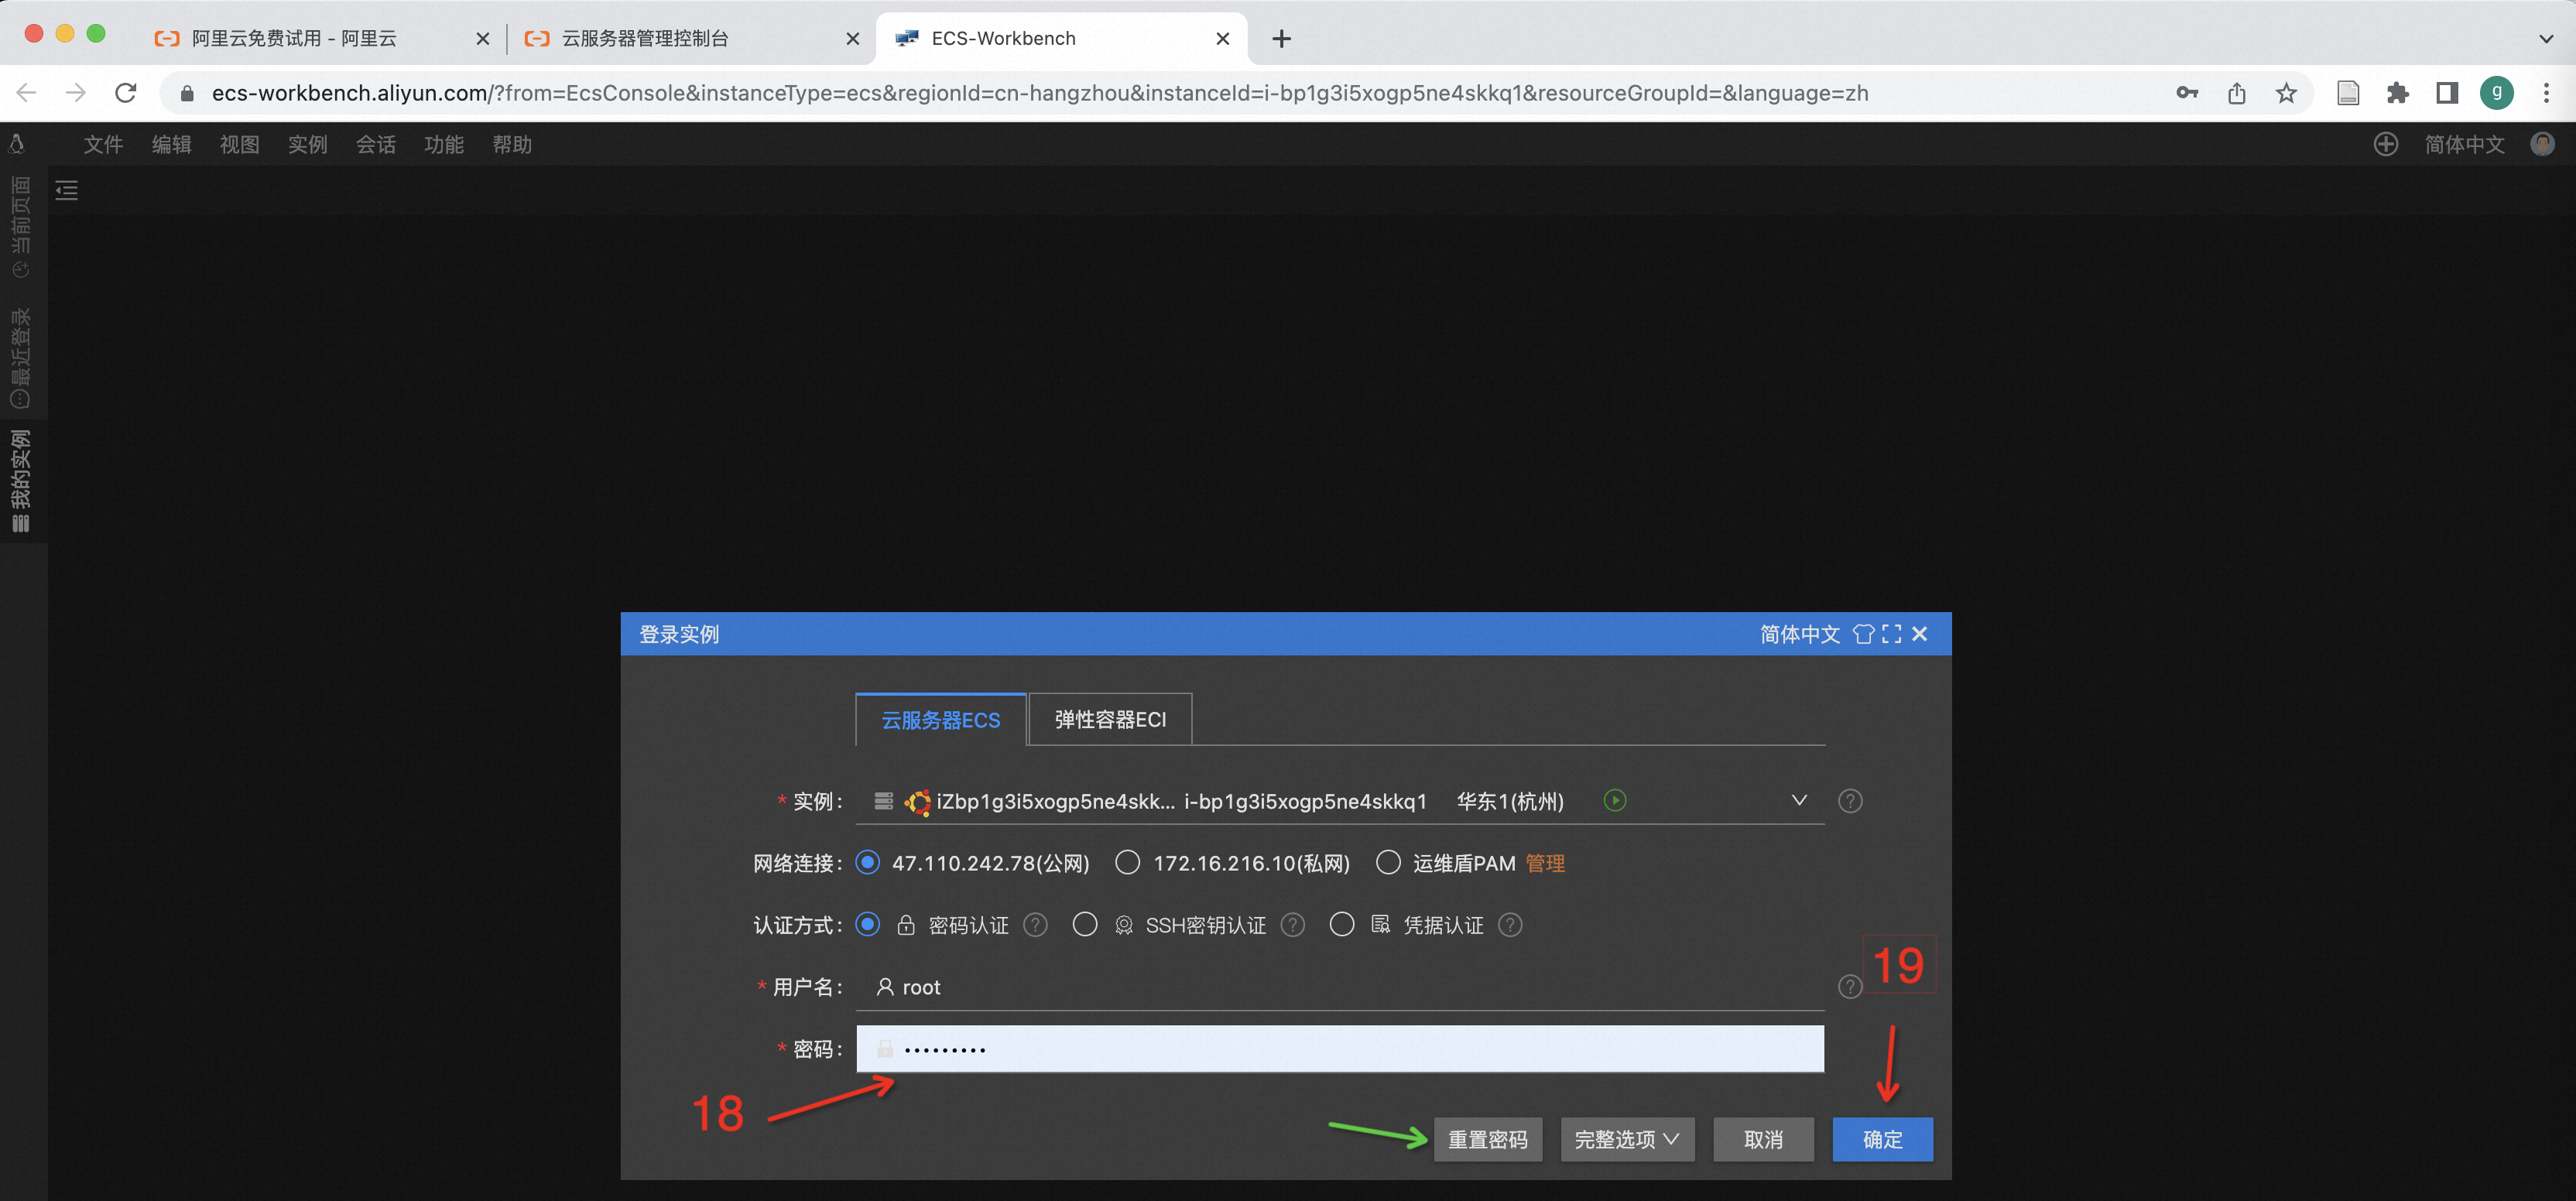 阿里云免费试用 - 阿里云
云服务器管理控制台
ECS-Workbench
ecs-workbench.aliyun.com/?from=EcsConsole&instanceType=ecs&regionId=cn-hangzhou&instanceId=i-bp1g3i5xogp5ne4skkq1&resourceGroupId=&language=zh
g
文件 编辑 视图 实例 会话 功能 帮助
简体中文
当前页面
最近登录
我的实例
登录实例
简体中文
云服务器ECS
弹性容器ECI
* 实例: iZbp1g3i5xogp5ne4skk... i-bp1g3i5xogp5ne4skkq1 华东1(杭州)
网络连接: 47.110.242.78(公网) 172.16.216.10(私网) 运维盾PAM 管理
认证方式: 密码认证 SSH密钥认证 凭据认证
19
* 用户名: root
* 密码: •••••••••
18
重置密码 完整选项 取消 确定